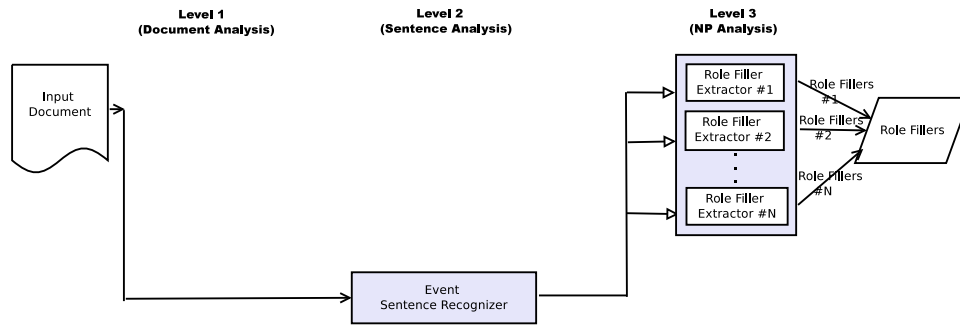 Level 1
(Document Analysis)
Level 2
(Sentence Analysis)
Level 3
(NP Analysis)
Input
Document
Role Filler
Extractor #1
Role Filler
Extractor #2
Role Filler
Extractor #N
Role Fillers
#1
Role Fillers
#2
Role Fillers
#N
Role Fillers
Event
Sentence Recognizer